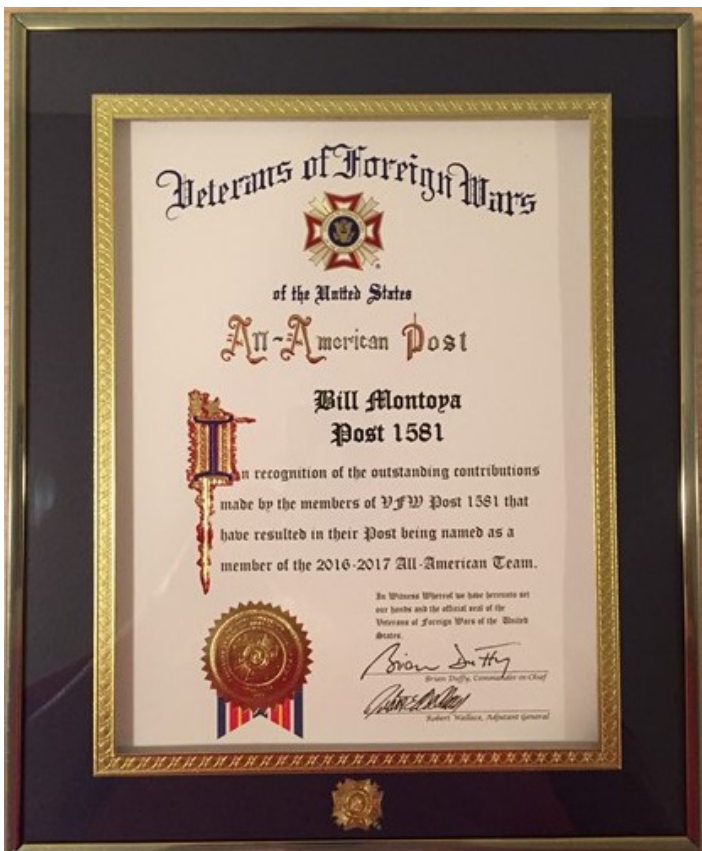 Veterans of Foreign Wars
of the United States
All-American Post
Bill Montoya
Post 1581
In recognition of the outstanding contributions
made by the members of VFW Post 1581 that
have resulted in their Post being named as a
member of the 2016-2017 All-American Team.
In Witness Whereof we have hereunto set
our hands and the official seal of the
Veterans of Foreign Wars of the United
States.
Brian Duffy
Brian Duffy, Commander-in-Chief
Robert Wallace, Adjutant General